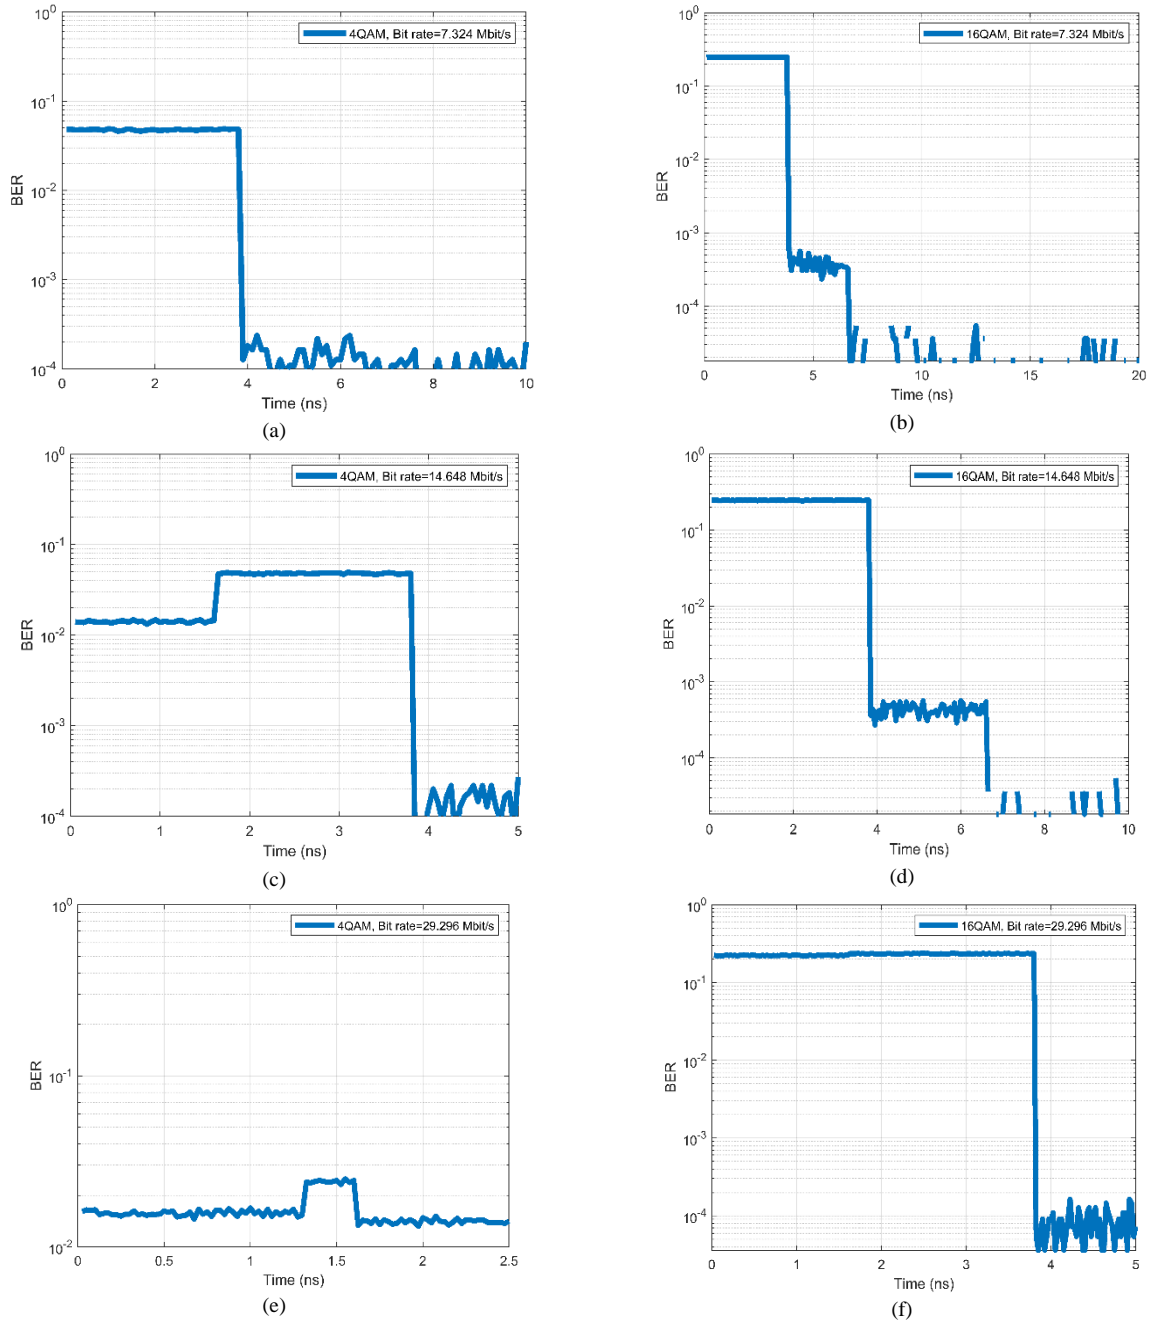 4QAM, Bit rate=7.324 Mbit/s
10^0
10^-1
10^-2
10^-3
10^-4
BER
0 2 4 6 8 10
Time (ns)
(a)
16QAM, Bit rate=7.324 Mbit/s
10^0
10^-1
10^-2
10^-3
10^-4
BER
0 5 10 15 20
Time (ns)
(b)
4QAM, Bit rate=14.648 Mbit/s
10^0
10^-1
10^-2
10^-3
10^-4
BER
0 1 2 3 4 5
Time (ns)
(c)
16QAM, Bit rate=14.648 Mbit/s
10^0
10^-1
10^-2
10^-3
10^-4
BER
0 2 4 6 8 10
Time (ns)
(d)
4QAM, Bit rate=29.296 Mbit/s
10^0
10^-1
10^-2
BER
0 0.5 1 1.5 2 2.5
Time (ns)
(e)
16QAM, Bit rate=29.296 Mbit/s
10^0
10^-1
10^-2
10^-3
10^-4
BER
0 1 2 3 4 5
Time (ns)
(f)